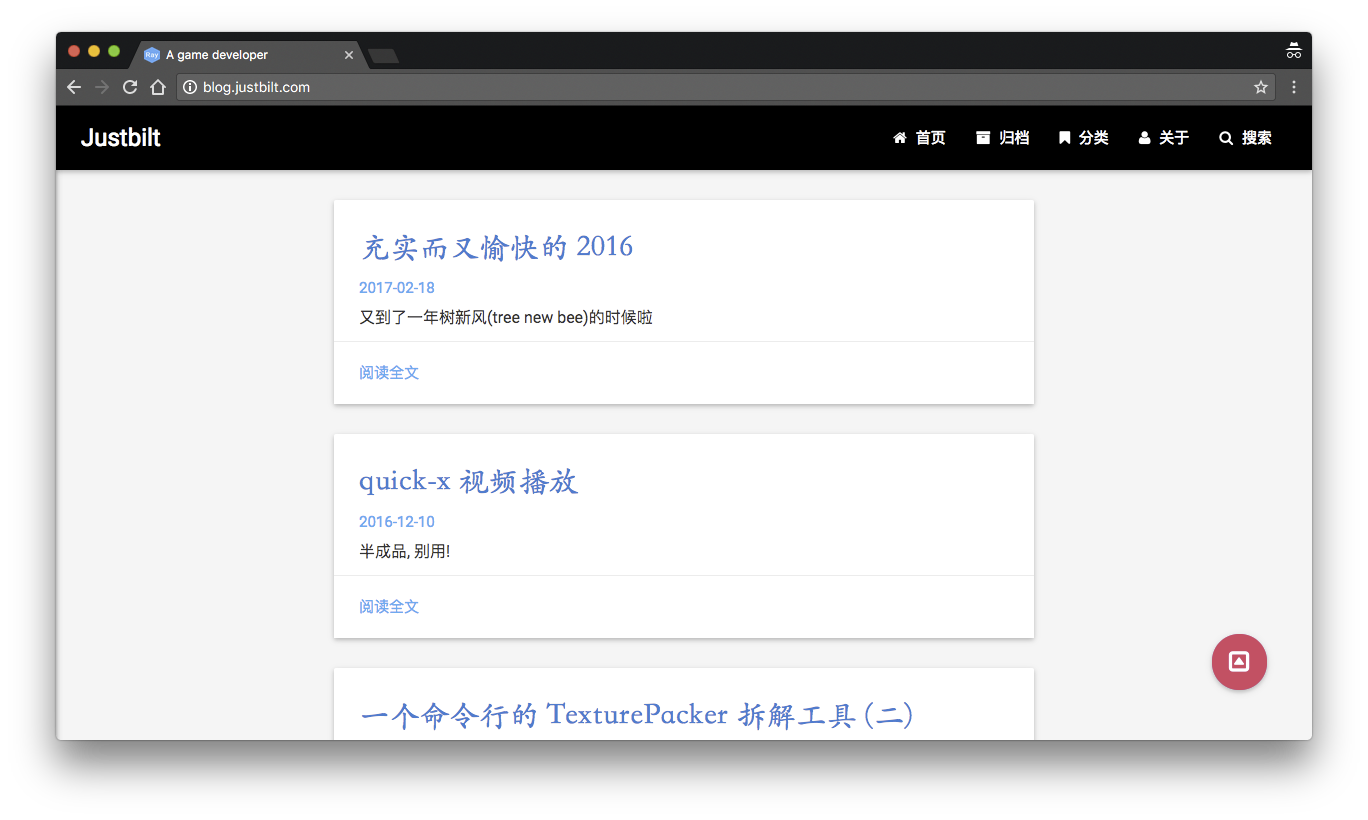 Ray A game developer
blog.justbilt.com
Justbilt 首页 归档 分类 关于 搜索
充实而又愉快的 2016
2017-02-18
又到了一年树新风(tree new bee)的时候啦
阅读全文
quick-x 视频播放
2016-12-10
半成品, 别用!
阅读全文
一个命令行的 TexturePacker 拆解工具 (二)